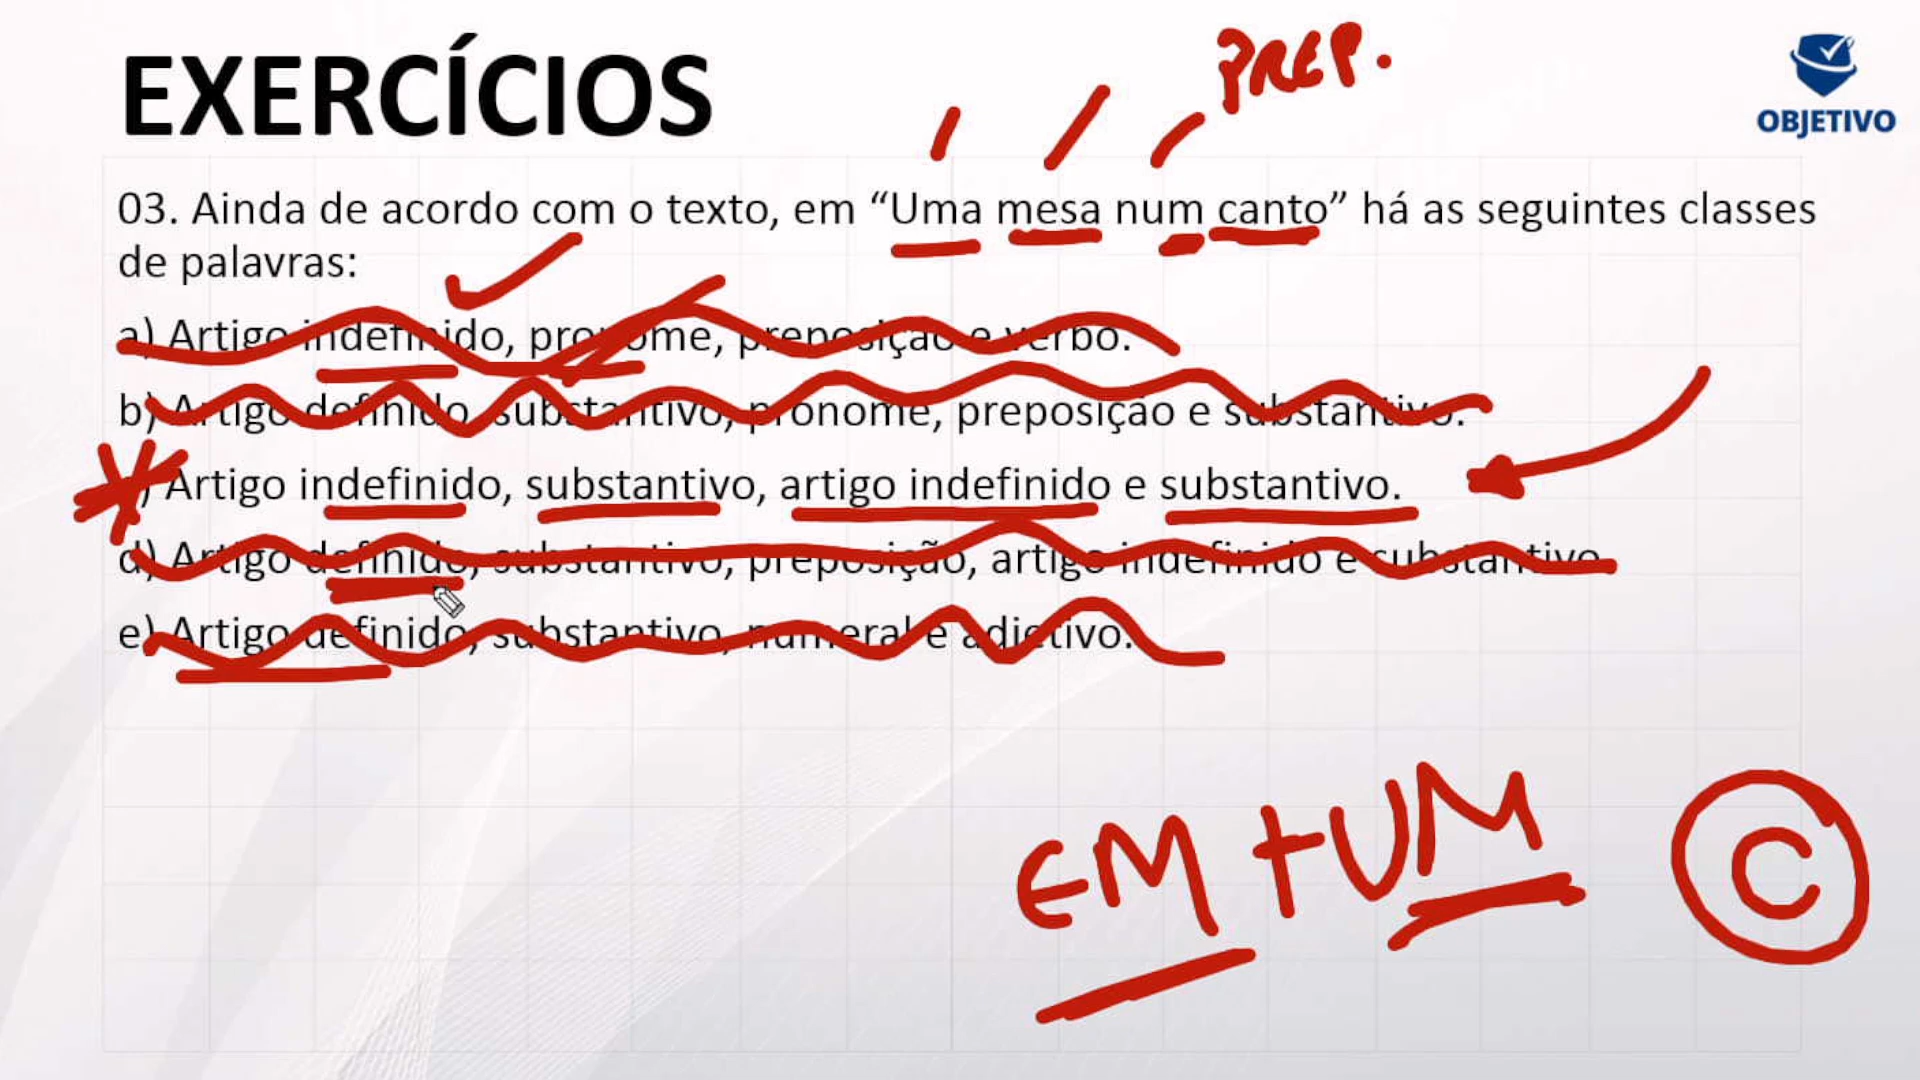 EXERCÍCIOS
PREP.
OBJETIVO
03. Ainda de acordo com o texto, em “Uma mesa num canto” há as seguintes classes
de palavras:
a) Artigo indefinido, pronome, preposição e verbo.
b) Artigo definido, substantivo, pronome, preposição e substantivo.
) Artigo indefinido, substantivo, artigo indefinido e substantivo.
d) Artigo definido, substantivo, preposição, artigo indefinido e substantivo.
e) Artigo definido, substantivo, numeral e adjetivo.
EM + UM
C